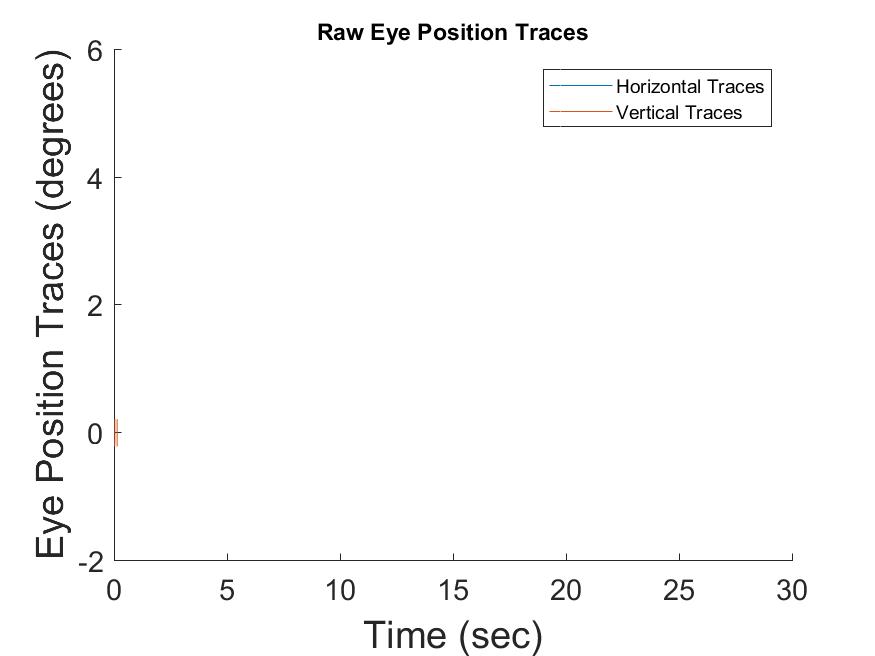 Raw Eye Position Traces
Horizontal Traces
Vertical Traces
Eye Position Traces (degrees)
6
4
2
0
-2
0 5 10 15 20 25 30
Time (sec)